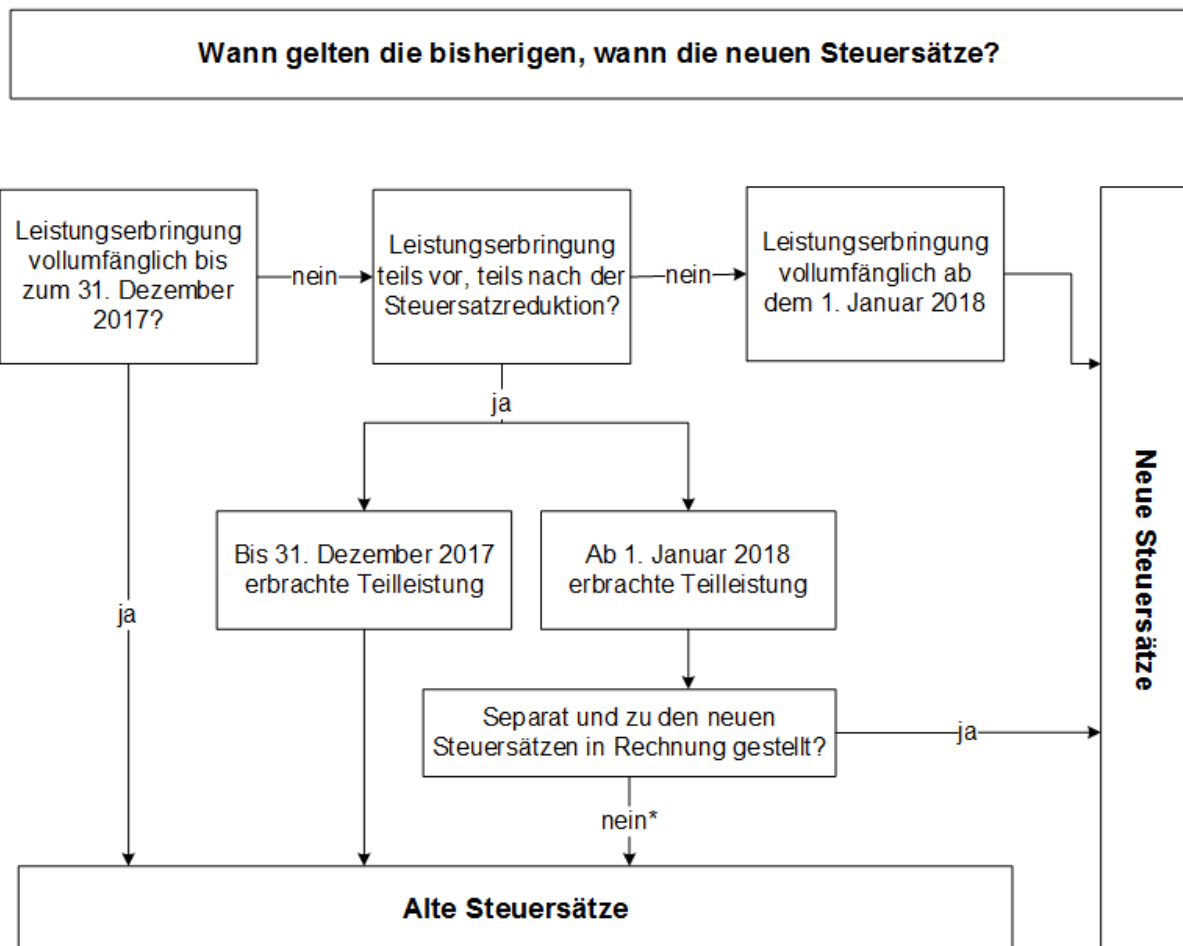 Wann gelten die bisherigen, wann die neuen Steuersätze?
Leistungserbringung
vollumfänglich bis
zum 31. Dezember
2017?
nein
Leistungserbringung
teils vor, teils nach der
Steuersatzreduktion?
nein
Leistungserbringung
vollumfänglich ab
dem 1. Januar 2018
ja
Bis 31. Dezember 2017
erbrachte Teilleistung
Ab 1. Januar 2018
erbrachte Teilleistung
ja
Separat und zu den neuen
Steuersätzen in Rechnung gestellt?
ja
nein*
Alte Steuersätze
Neue Steuersätze